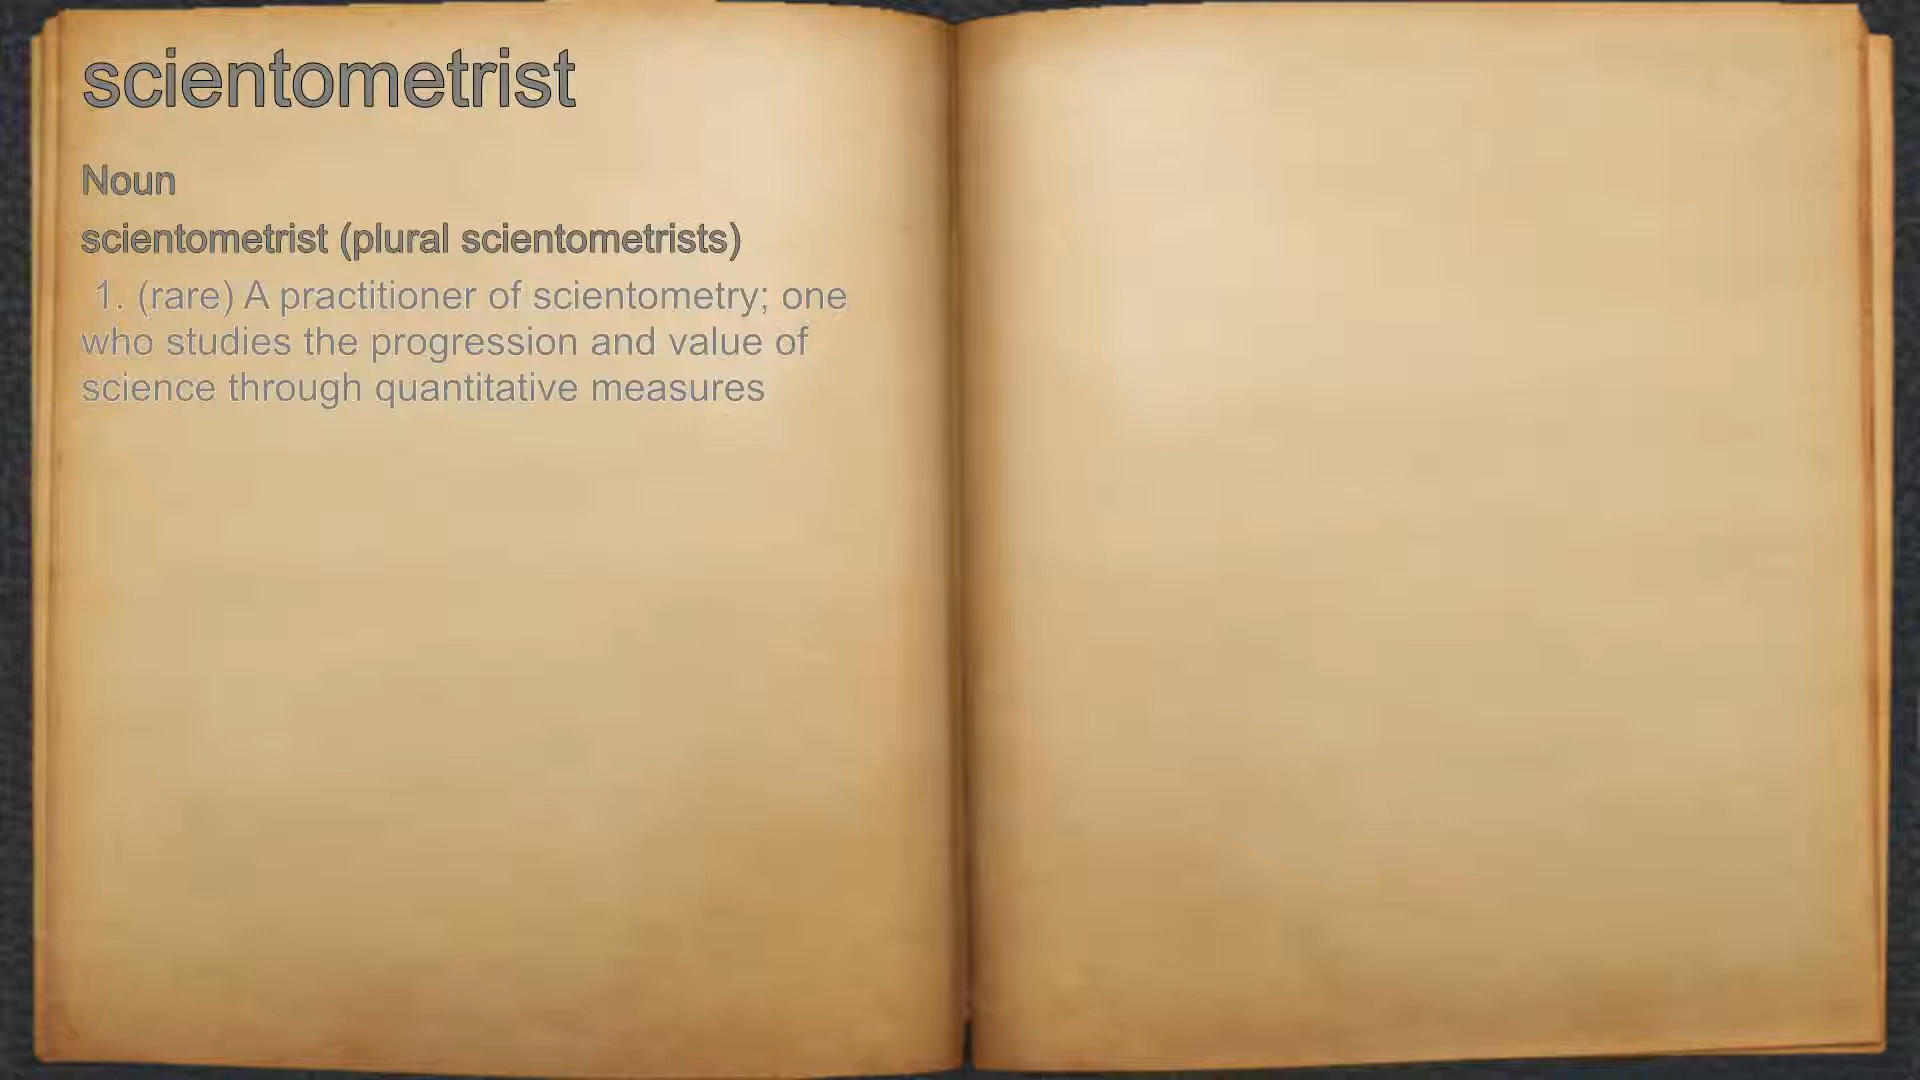 scientometrist
Noun
scientometrist (plural scientometrists)
1. (rare) A practitioner of scientometry; one
who studies the progression and value of
science through quantitative measures